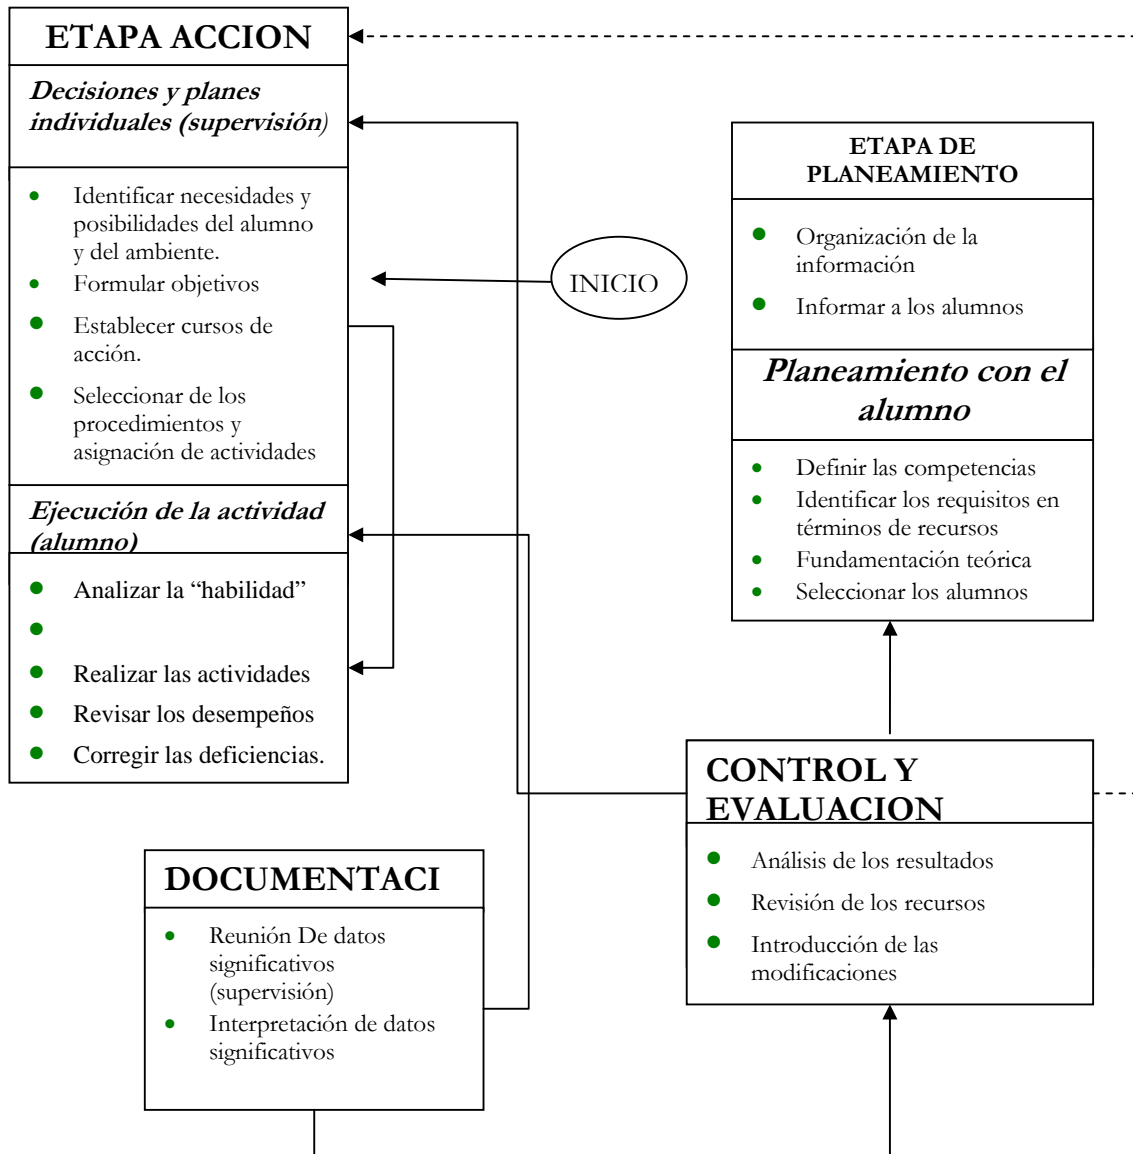 ETAPA ACCION
Decisiones y planes
individuales (supervisión)
Identificar necesidades y
posibilidades del alumno
y del ambiente.
Formular objetivos
Establecer cursos de
acción.
Seleccionar de los
procedimientos y
asignación de actividades
Ejecución de la actividad
(alumno)
Analizar la “habilidad”
Realizar las actividades
Revisar los desempeños
Corregir las deficiencias.
INICIO
ETAPA DE
PLANEAMIENTO
Organización de la
información
Informar a los alumnos
Planeamiento con el
alumno
Definir las competencias
Identificar los requisitos en
términos de recursos
Fundamentación teórica
Seleccionar los alumnos
CONTROL Y
EVALUACION
Análisis de los resultados
Revisión de los recursos
Introducción de las
modificaciones
DOCUMENTACI
Reunión De datos
significativos
(supervisión)
Interpretación de datos
significativos